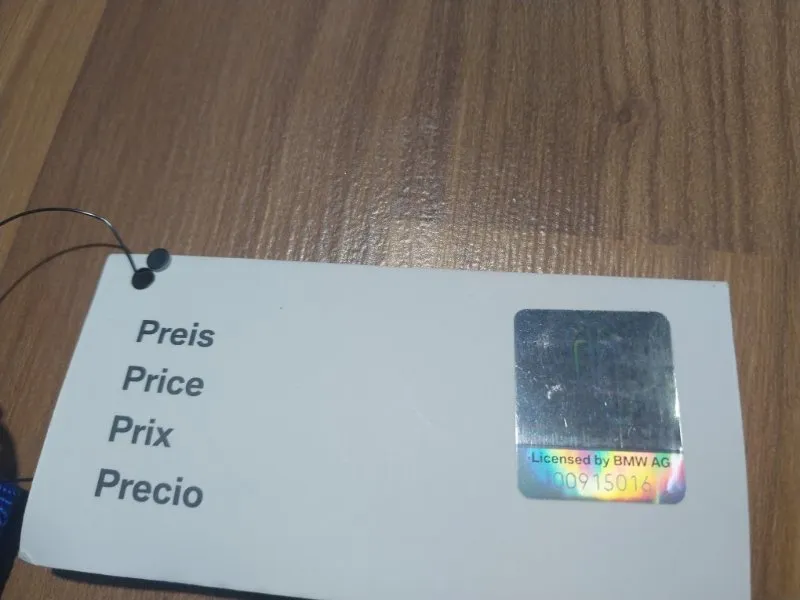 Preis
Price
Prix
Precio
Licensed by BMW AG
00915016